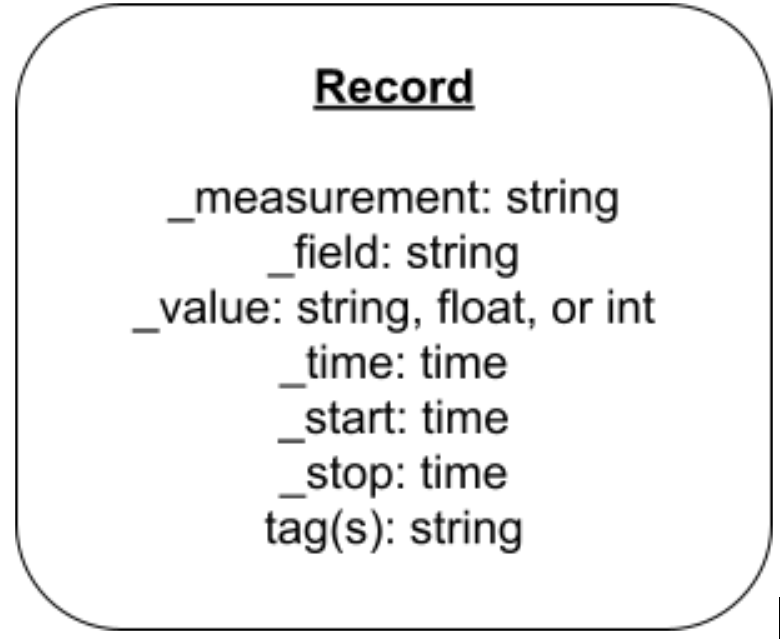 Record
_measurement: string
_field: string
_value: string, float, or int
_time: time
_start: time
_stop: time
tag(s): string